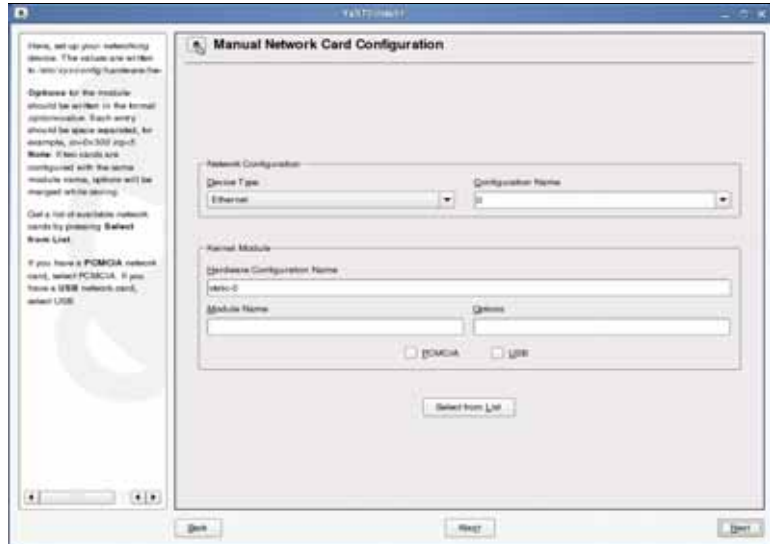 Manual Network Card Configuration
Here, set up your networking
device. The values are written
to
Options for the module
should be written in the format
option=value. Each entry
should be space separated, for
example,
Note: If two cards are
configured with the same
module name, options will be
merged while saving.
Get a list of available network
cards by pressing Select
from List.
If you have a PCMCIA network
card, select PCMCIA. If you
have a USB network card,
select USB.
Network Configuration
Device Type
Configuration Name
Ethernet
0
Kernel Module
Hardware Configuration Name
static-0
Module Name
Options
PCMCIA
USB
Select from List
Back
Next